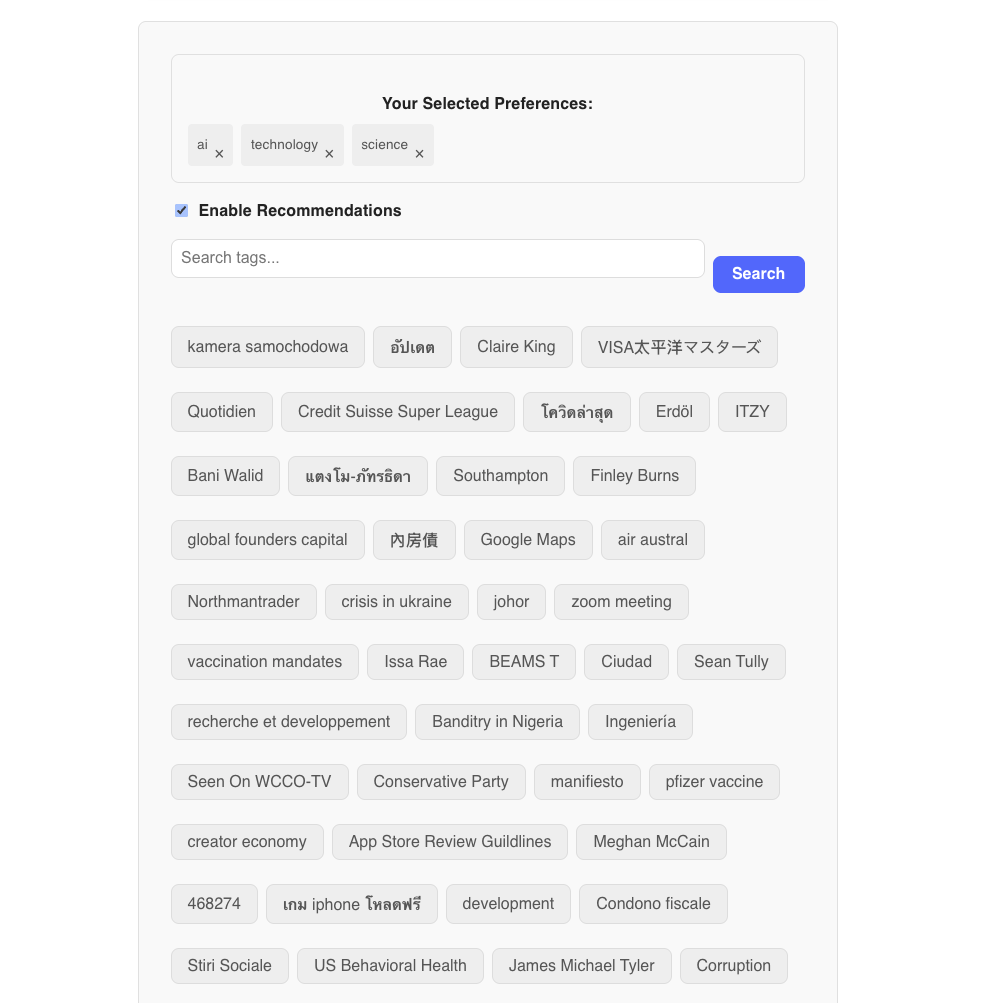 Your Selected Preferences:
ai × technology × science ×
Enable Recommendations
Search tags...
Search
kamera samochodowa อัปเดต Claire King VISA太平洋マスターズ
Quotidien Credit Suisse Super League โควิดล่าสุด Erdöl ITZY
Bani Walid แตงโม-ภัทรธิดา Southampton Finley Burns
global founders capital 內房債 Google Maps air austral
Northmantrader crisis in ukraine johor zoom meeting
vaccination mandates Issa Rae BEAMS T Ciudad Sean Tully
recherche et developpement Banditry in Nigeria Ingeniería
Seen On WCCO-TV Conservative Party manifiesto pfizer vaccine
creator economy App Store Review Guildlines Meghan McCain
468274 เกม iphone โหลดฟรี development Condono fiscale
Stiri Sociale US Behavioral Health James Michael Tyler Corruption